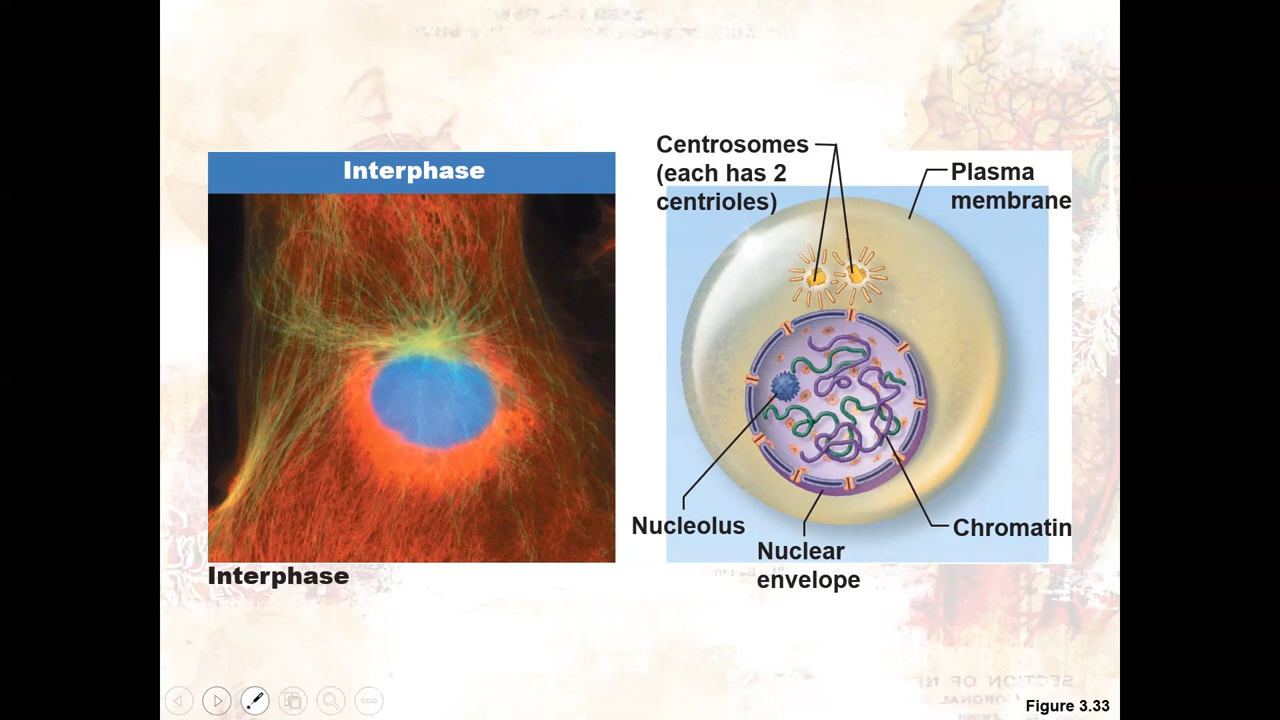 Interphase
Interphase
Centrosomes
(each has 2
centrioles)
Plasma
membrane
Nucleolus
Nuclear
envelope
Chromatin
Figure 3.33